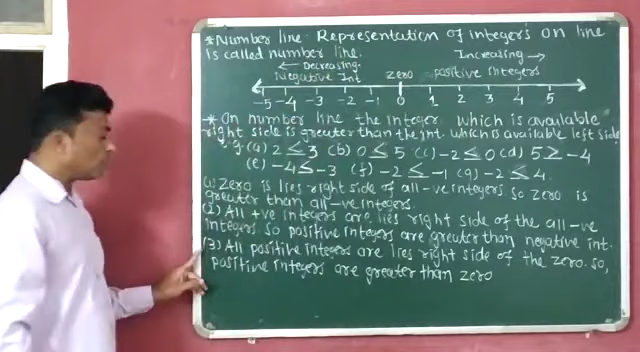 *Number line: Representation of integers on line
is called number line.
← Decreasing. Increasing →
Negative Int Zero positive integers
-5 -4 -3 -2 -1 0 1 2 3 4 5
* On number line the integer which is available
right side is greater than the int. which is available left side
e.g. (a) 2 ≤ 3 (b) 0 ≤ 5 (c) -2 ≤ 0 (d) 5 ≥ -4
(e) -4 ≤ -3 (f) -2 ≤ -1 (g) -2 ≤ 4.
(1) Zero is lies right side of all -ve integers so zero is
greater than all -ve integers.
(2) All +ve integers are lies right side of the all -ve
integers. so positive integers are greater than negative int.
(3) All positive integers are lies right side of the zero. so,
positive integers are greater than zero